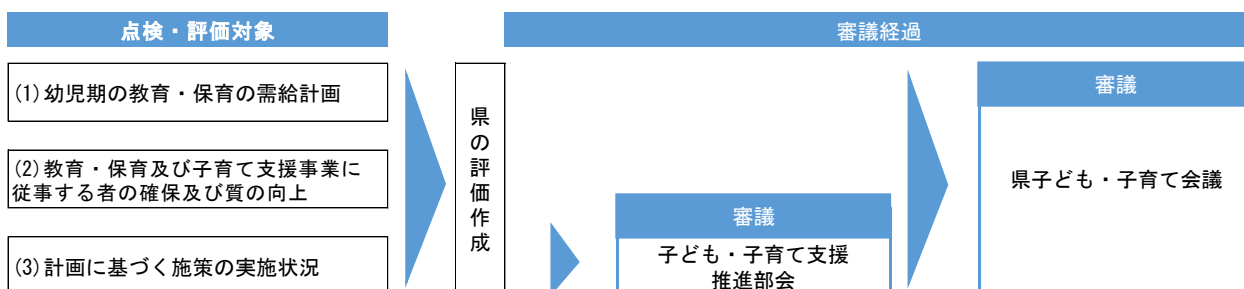 点検・評価対象
審議経過
(1)幼児期の教育・保育の需給計画
(2)教育・保育及び子育て支援事業に
従事する者の確保及び質の向上
(3)計画に基づく施策の実施状況
県の評価作成
審議
子ども・子育て支援
推進部会
審議
県子ども・子育て会議